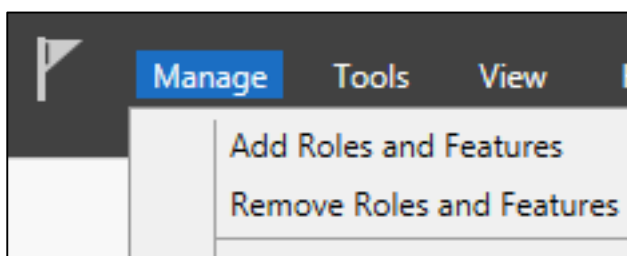 Manage Tools View
Add Roles and Features
Remove Roles and Features